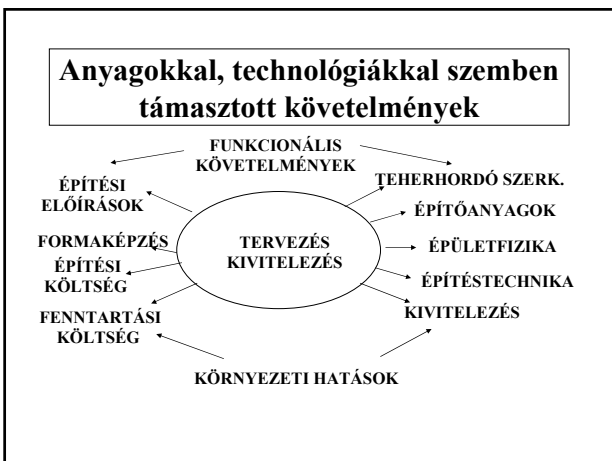 Anyagokkal, technológiákkal szemben
támasztott követelmények
FUNKCIONÁLIS
KÖVETELMÉNYEK
ÉPÍTÉSI
ELŐÍRÁSOK
FORMAKÉPZÉS
ÉPÍTÉSI
KÖLTSÉG
FENNTARTÁSI
KÖLTSÉG
TERVEZÉS
KIVITELEZÉS
TEHERHORDÓ SZERK.
ÉPÍTŐANYAGOK
ÉPÜLETFIZIKA
ÉPÍTÉSTECHNIKA
KIVITELEZÉS
KÖRNYEZETI HATÁSOK